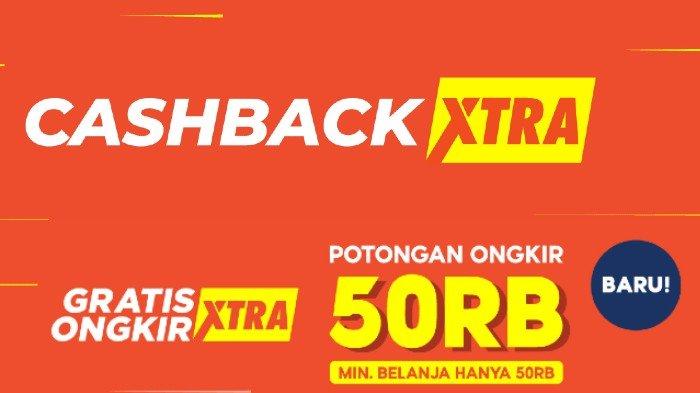 CASHBACK XTRA
GRATIS
ONGKIR XTRA
POTONGAN ONGKIR
50RB
MIN. BELANJA HANYA 50RB
BARU!